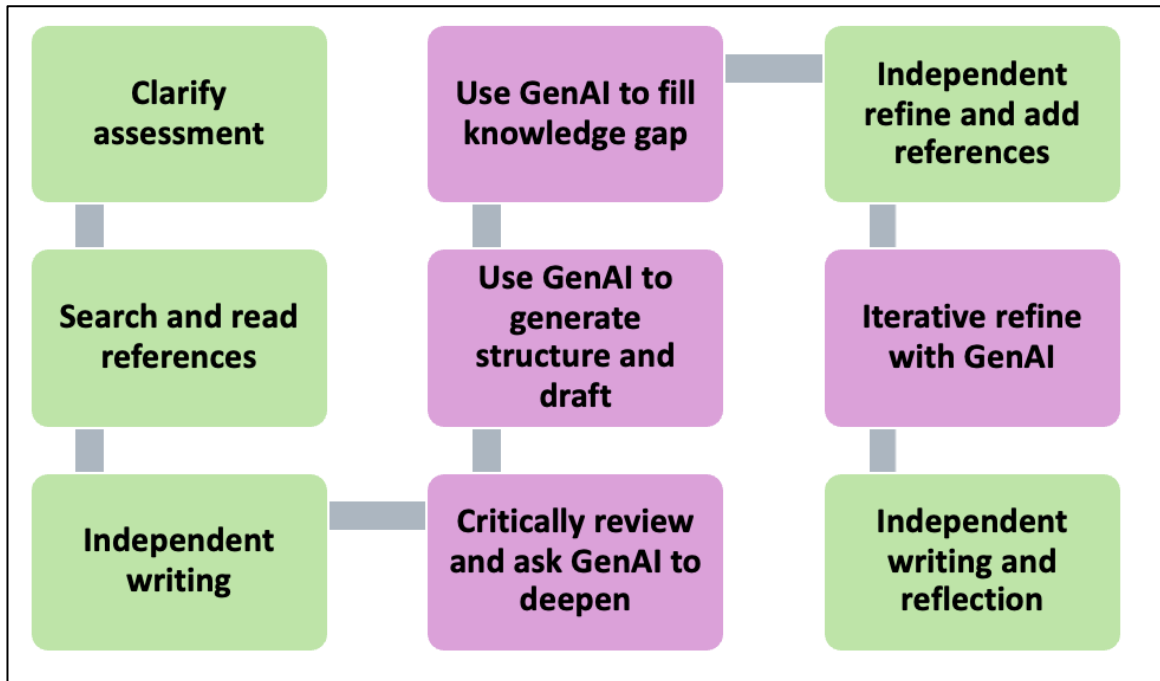 Clarify
assessment
Search and read
references
Independent
writing
Critically review
and ask GenAI to
deepen
Use GenAI to
generate
structure and
draft
Use GenAI to fill
knowledge gap
Independent
refine and add
references
Iterative refine
with GenAI
Independent
writing and
reflection